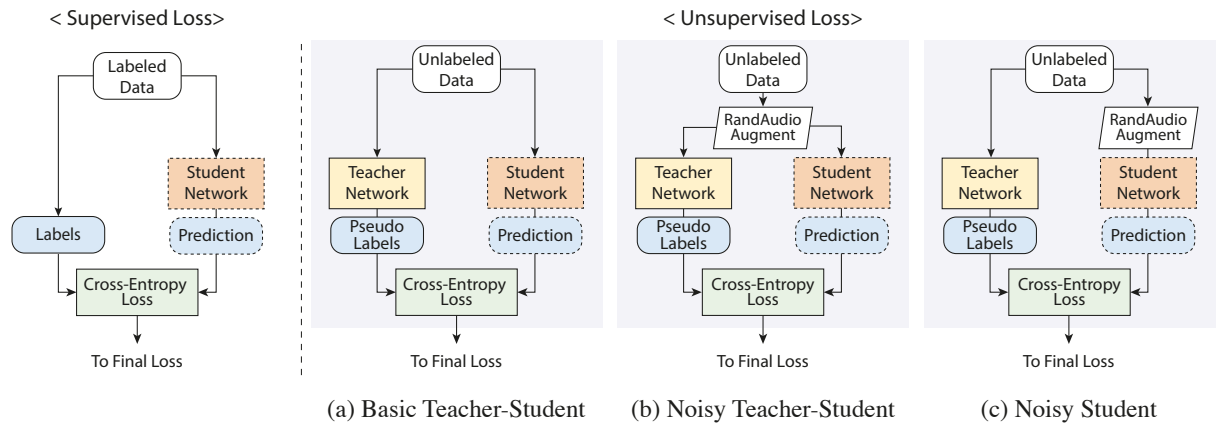 < Supervised Loss>
Labeled
Data
Student
Network
Labels
Prediction
Cross-Entropy
Loss
To Final Loss
< Unsupervised Loss>
Unlabeled
Data
Teacher
Network
Student
Network
Pseudo
Labels
Prediction
Cross-Entropy
Loss
To Final Loss
(a) Basic Teacher-Student
Unlabeled
Data
RandAudio
Augment
Teacher
Network
Student
Network
Pseudo
Labels
Prediction
Cross-Entropy
Loss
To Final Loss
(b) Noisy Teacher-Student
Unlabeled
Data
RandAudio
Augment
Teacher
Network
Student
Network
Pseudo
Labels
Prediction
Cross-Entropy
Loss
To Final Loss
(c) Noisy Student